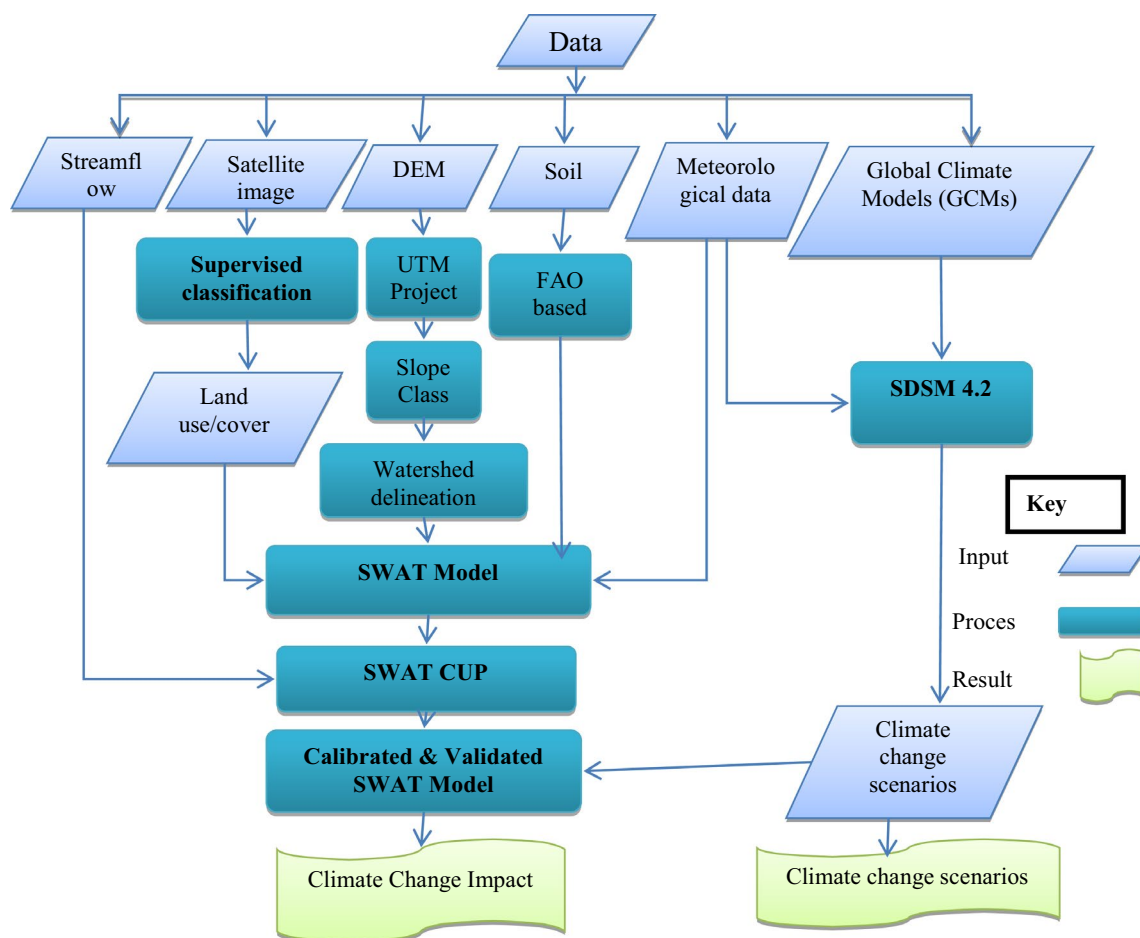 Data
Streamfl
ow
Satellite
image
DEM
Soil
Meteorolo
gical data
Global Climate
Models (GCMs)
Supervised
classification
UTM
Project
FAO
based
Slope
Class
SDSM 4.2
Land
use/cover
Watershed
delineation
Key
Input
SWAT Model
Proces
SWAT CUP
Result
Climate
change
scenarios
Calibrated & Validated
SWAT Model
Climate Change Impact
Climate change scenarios